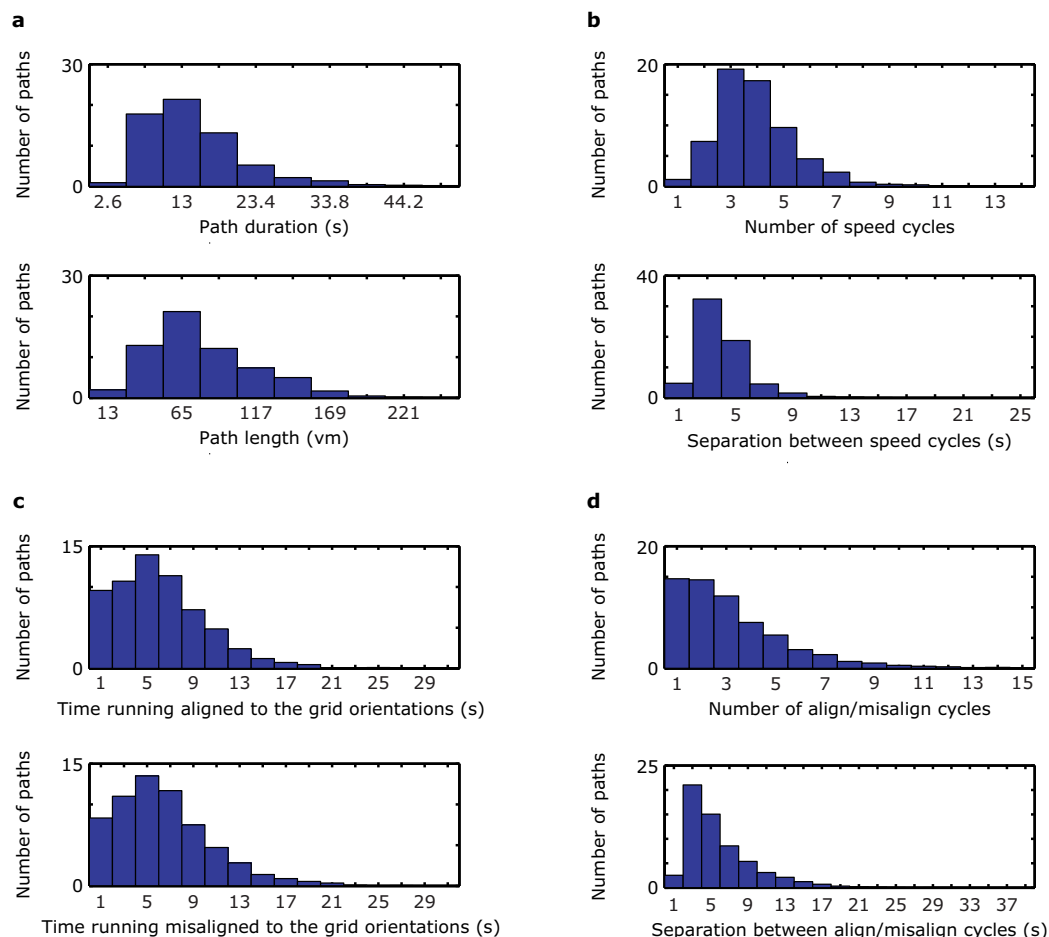 a
30
0
Number of paths
2.6 13 23.4 33.8 44.2
Path duration (s)
30
0
Number of paths
13 65 117 169 221
Path length (vm)
b
20
0
Number of paths
1 3 5 7 9 11 13
Number of speed cycles
40
0
Number of paths
1 5 9 13 17 21 25
Separation between speed cycles (s)
c
15
0
Number of paths
1 5 9 13 17 21 25 29
Time running aligned to the grid orientations (s)
15
0
Number of paths
1 5 9 13 17 21 25 29
Time running misaligned to the grid orientations (s)
d
20
0
Number of paths
1 3 5 7 9 11 13 15
Number of align/misalign cycles
25
0
Number of paths
1 5 9 13 17 21 25 29 33 37
Separation between align/misalign cycles (s)